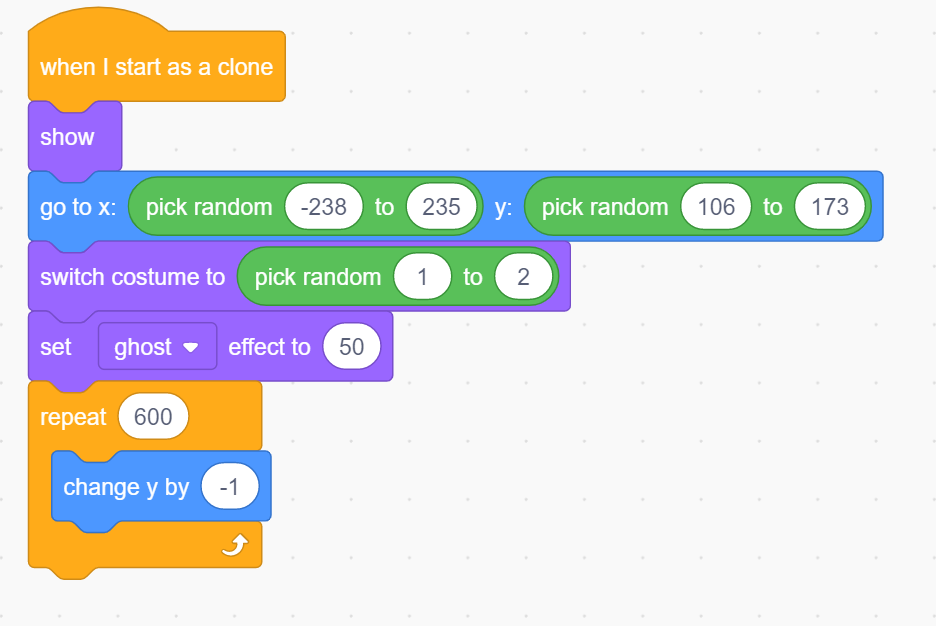 when I start as a clone
show
go to x: pick random -238 to 235 y: pick random 106 to 173
switch costume to pick random 1 to 2
set ghost effect to 50
repeat 600
change y by -1